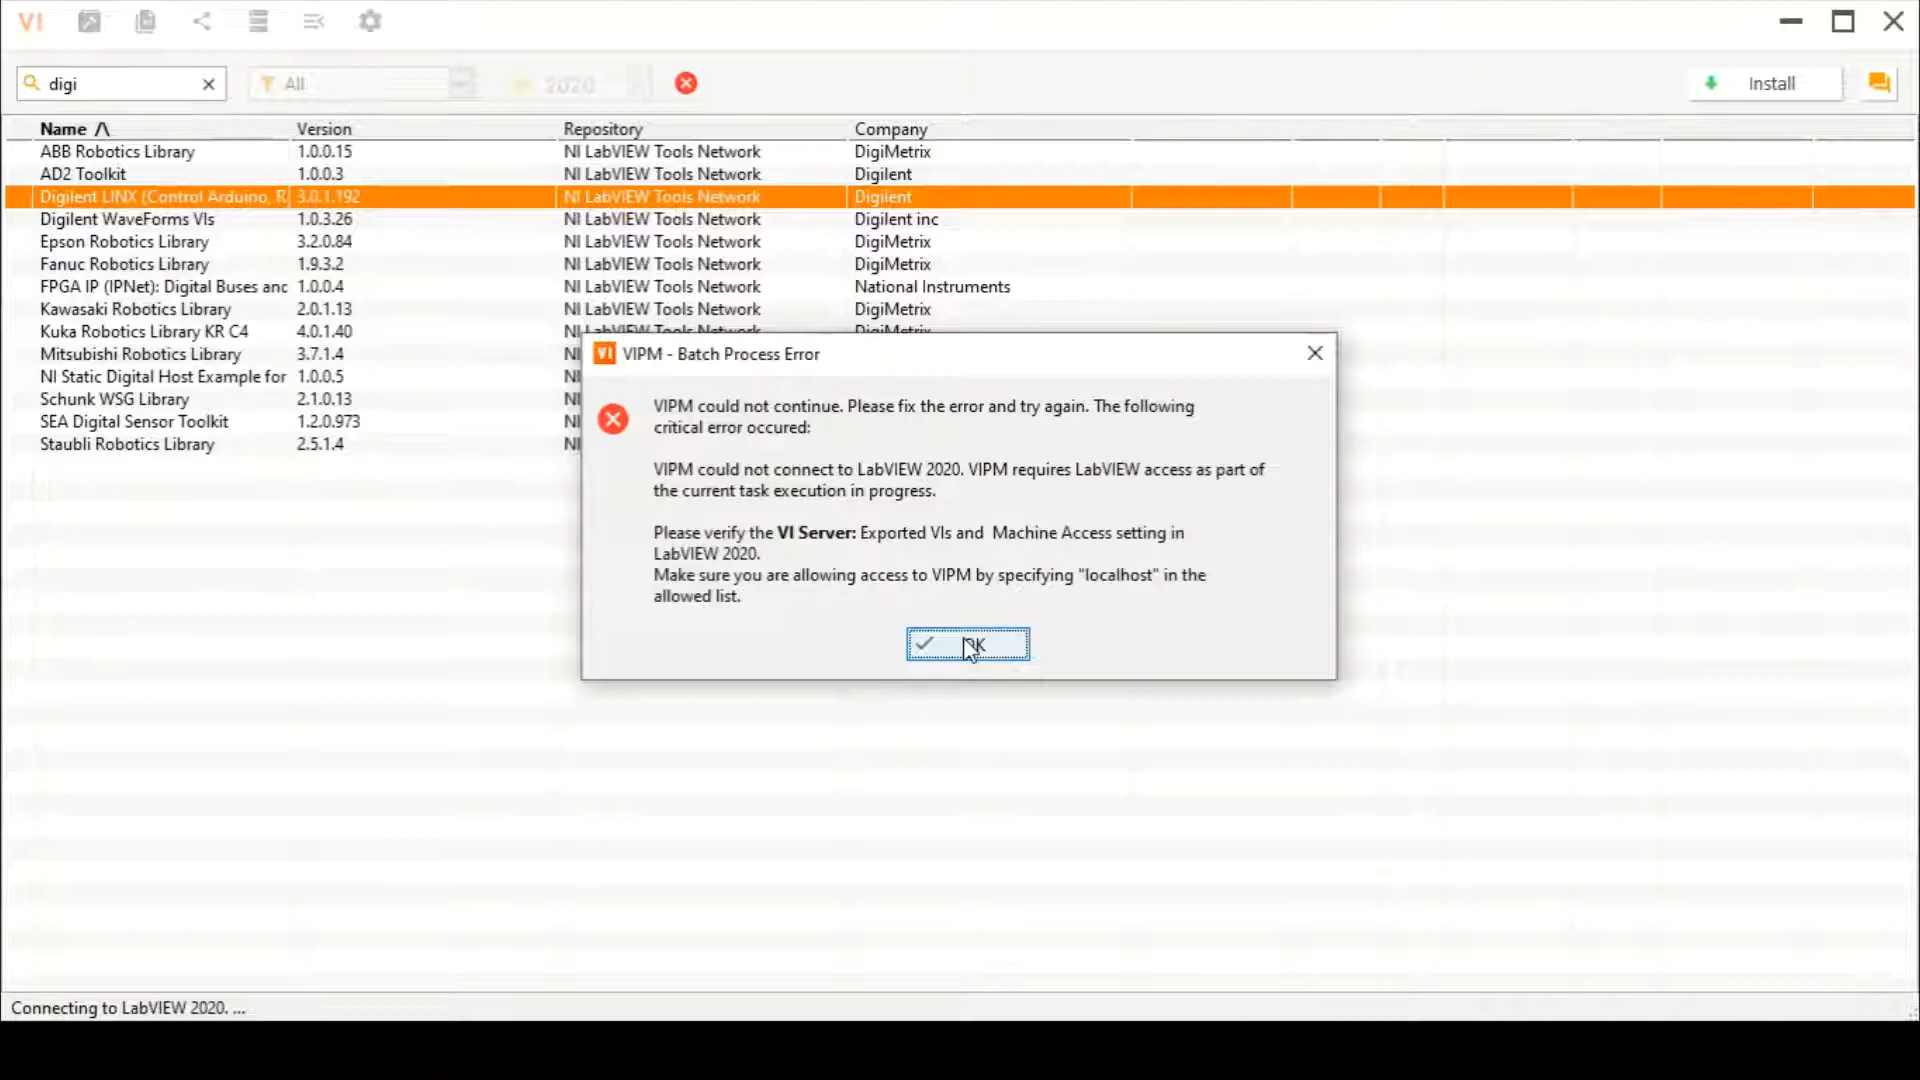 VI
digi
All
2020
Install
Name Version Repository Company
ABB Robotics Library 1.0.0.15 NI LabVIEW Tools Network DigiMetrix
AD2 Toolkit 1.0.0.3 NI LabVIEW Tools Network Digilent
Digilent LINX (Control Arduino, R 3.0.1.192 NI LabVIEW Tools Network Digilent
Digilent WaveForms VIs 1.0.3.26 NI LabVIEW Tools Network Digilent inc
Epson Robotics Library 3.2.0.84 NI LabVIEW Tools Network DigiMetrix
Fanuc Robotics Library 1.9.3.2 NI LabVIEW Tools Network DigiMetrix
FPGA IP (IPNet): Digital Buses anc 1.0.0.4 NI LabVIEW Tools Network National Instruments
Kawasaki Robotics Library 2.0.1.13 NI LabVIEW Tools Network DigiMetrix
Kuka Robotics Library KR C4 4.0.1.40 NI LabVIEW Tools Network DigiMetrix
Mitsubishi Robotics Library 3.7.1.4 NI
NI Static Digital Host Example for 1.0.0.5 NI
Schunk WSG Library 2.1.0.13 NI
SEA Digital Sensor Toolkit 1.2.0.973 NI
Staubli Robotics Library 2.5.1.4 NI
VI VIPM - Batch Process Error
VIPM could not continue. Please fix the error and try again. The following
critical error occured:
VIPM could not connect to LabVIEW 2020. VIPM requires LabVIEW access as part of
the current task execution in progress.
Please verify the VI Server: Exported VIs and Machine Access setting in
LabVIEW 2020.
Make sure you are allowing access to VIPM by specifying "localhost" in the
allowed list.
OK
Connecting to LabVIEW 2020. ...